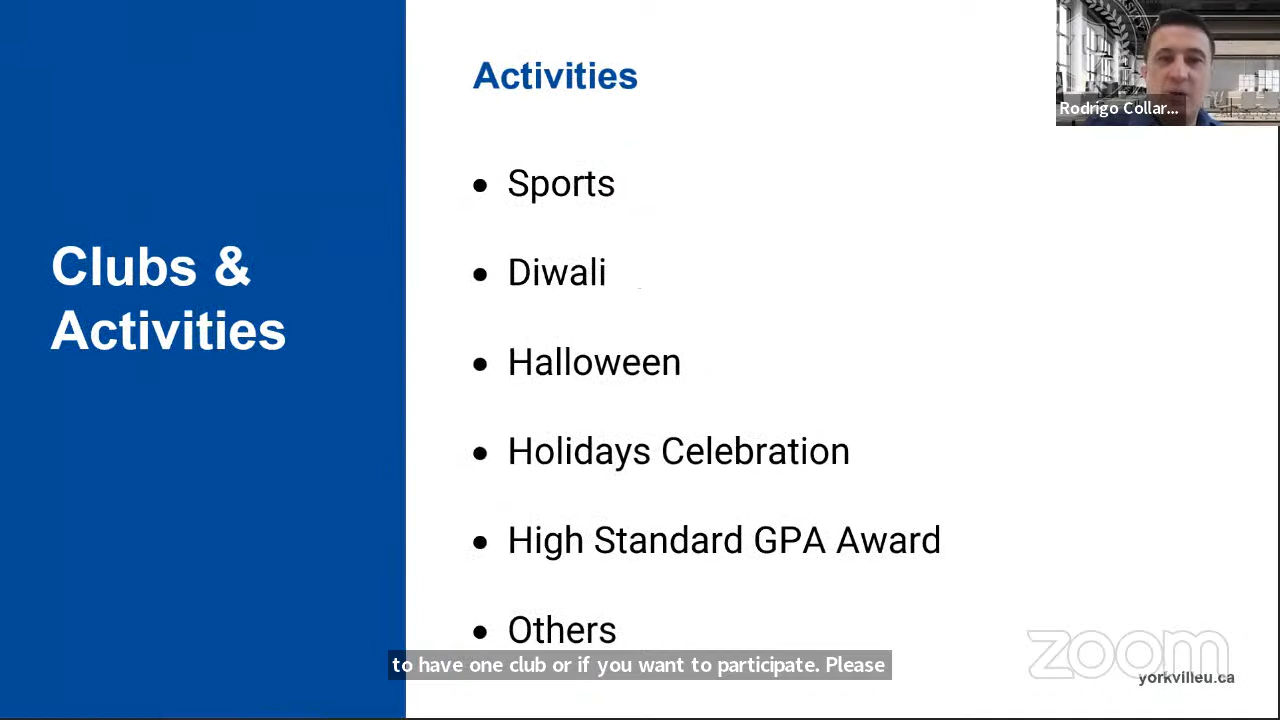 Clubs &
Activities
Activities
• Sports
• Diwali
• Halloween
• Holidays Celebration
• High Standard GPA Award
• Others
Rodrigo Collar...
to have one club or if you want to participate. Please
zoom
yorkvilleu.ca